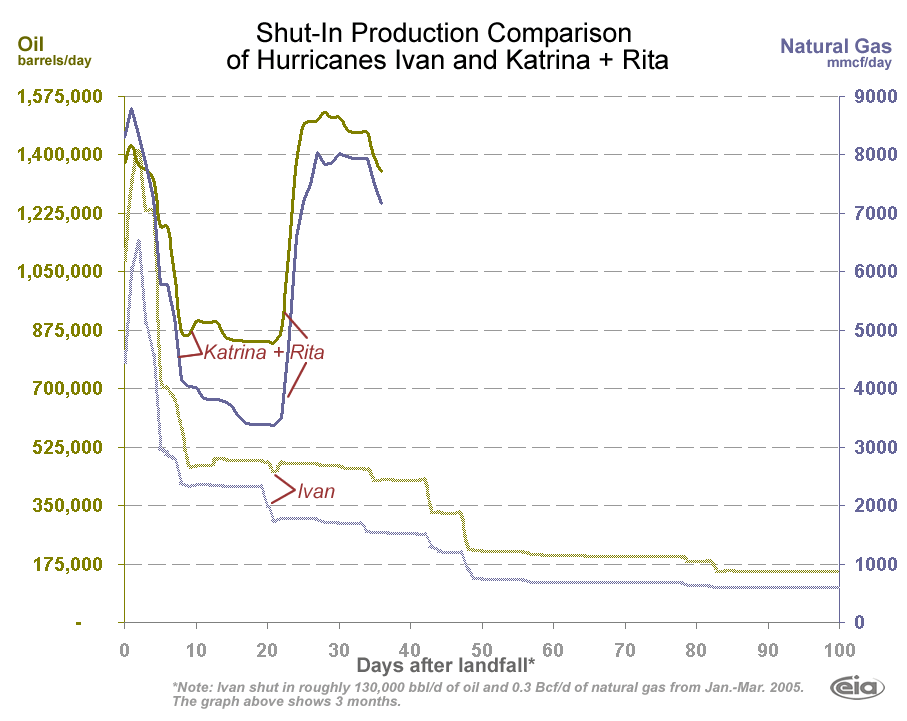 Shut-In Production Comparison
of Hurricanes Ivan and Katrina + Rita
Oil
barrels/day
Natural Gas
mmcf/day
1,575,000
1,400,000
1,225,000
1,050,000
875,000
700,000
525,000
350,000
175,000
-
9000
8000
7000
6000
5000
4000
3000
2000
1000
0
Katrina + Rita
Ivan
0 10 20 30 40 50 60 70 80 90 100
Days after landfall*
*Note: Ivan shut in roughly 130,000 bbl/d of oil and 0.3 Bcf/d of natural gas from Jan.-Mar. 2005.
The graph above shows 3 months.
eia